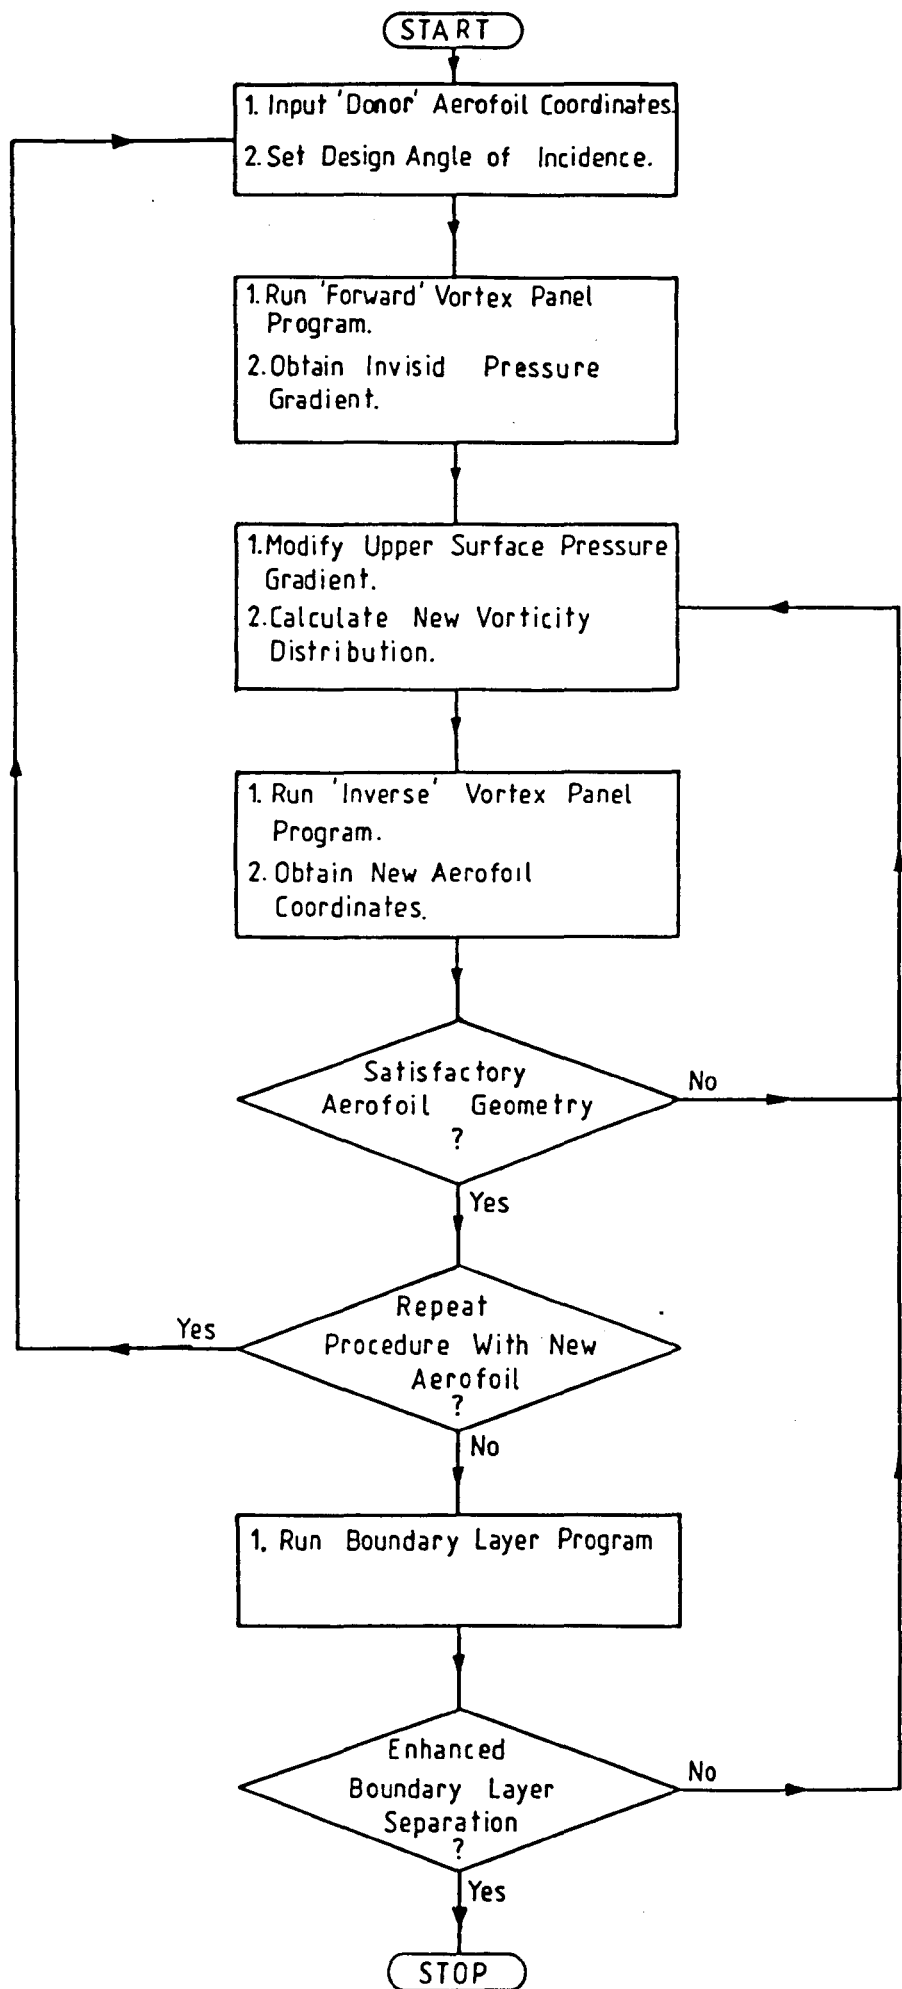 START
1. Input 'Donor' Aerofoil Coordinates.
2. Set Design Angle of Incidence.
1. Run 'Forward' Vortex Panel
Program.
2. Obtain Invisid Pressure
Gradient.
1. Modify Upper Surface Pressure
Gradient.
2. Calculate New Vorticity
Distribution.
1. Run 'Inverse' Vortex Panel
Program.
2. Obtain New Aerofoil
Coordinates.
Satisfactory
Aerofoil Geometry
?
No
Yes
Repeat
Procedure With New
Aerofoil
?
Yes
No
1. Run Boundary Layer Program
Enhanced
Boundary Layer
Separation
?
No
Yes
STOP